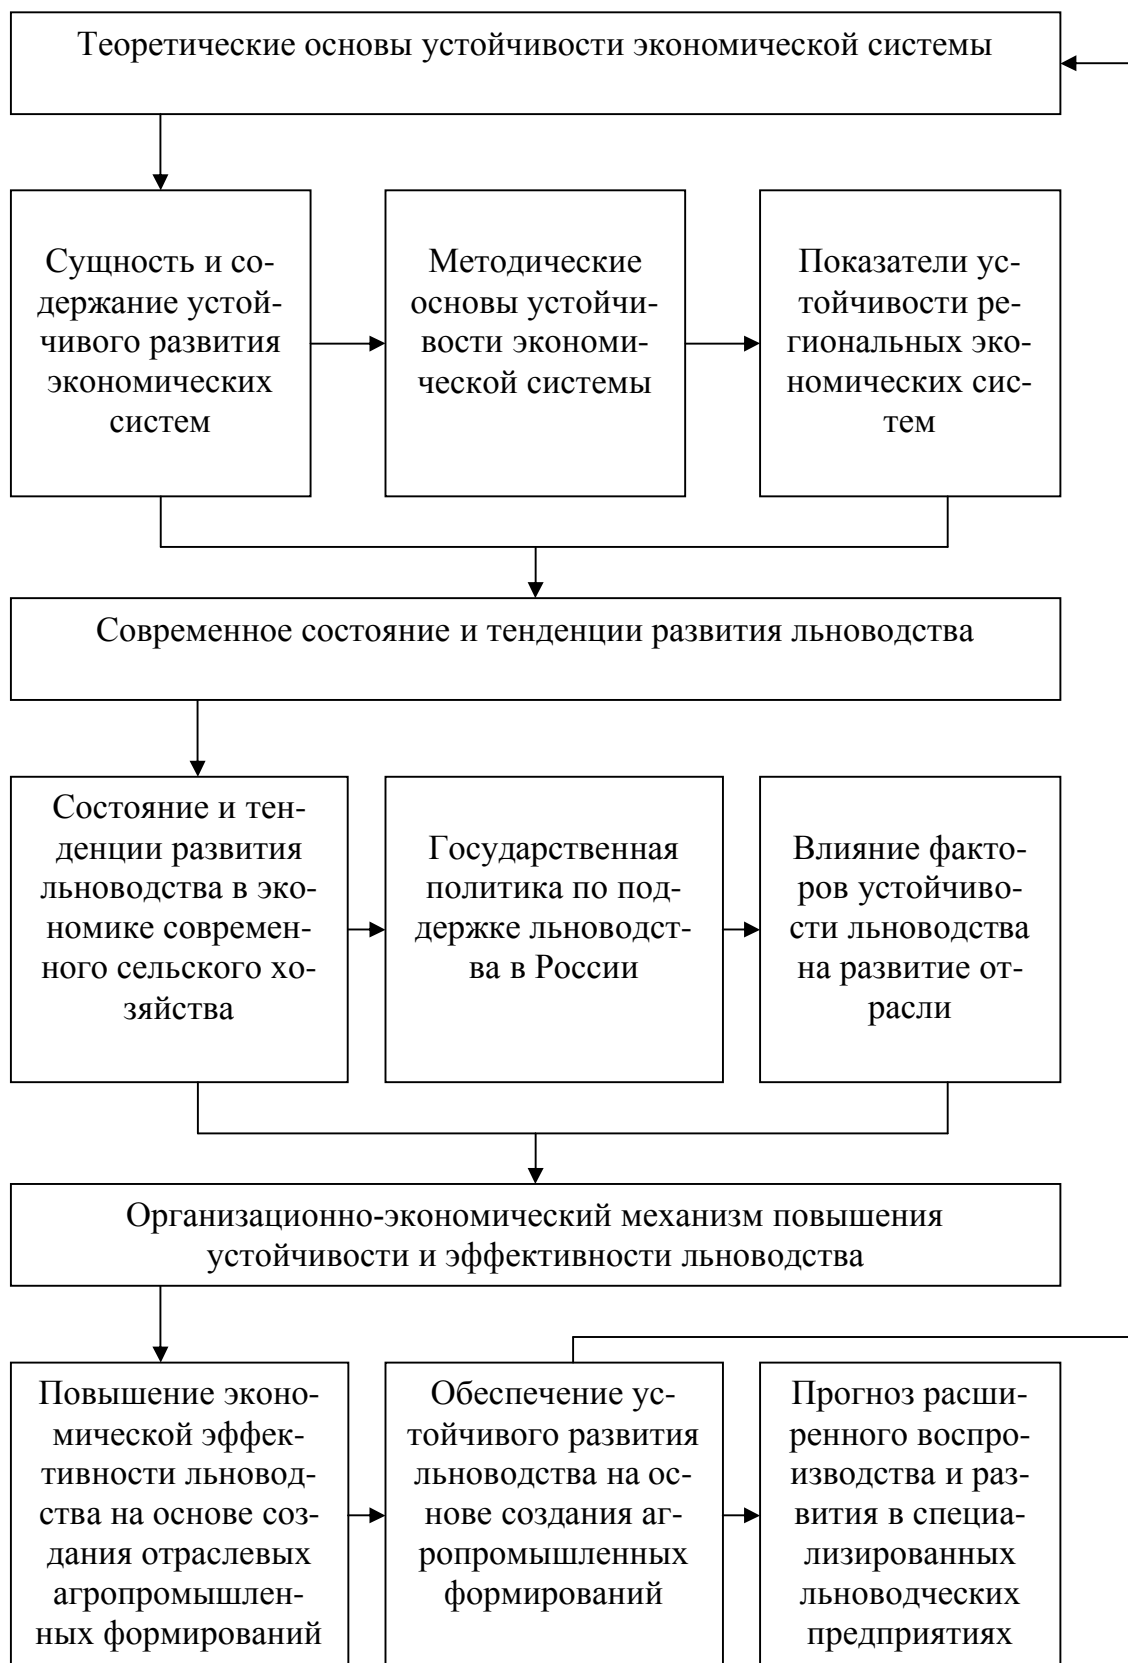 Теоретические основы устойчивости экономической системы
Сущность и со-
держание устой-
чивого развития
экономических
систем
Методические
основы устойчи-
вости экономи-
ческой системы
Показатели ус-
тойчивости ре-
гиональных эко-
номических сис-
тем
Современное состояние и тенденции развития льноводства
Состояние и тен-
денции развития
льноводства в эко-
номике современ-
ного сельского хо-
зяйства
Государственная
политика по под-
держке льноводст-
ва в России
Влияние факто-
ров устойчиво-
сти льноводства
на развитие от-
расли
Организационно-экономический механизм повышения
устойчивости и эффективности льноводства
Повышение эконо-
мической эффек-
тивности льновод-
ства на основе соз-
дания отраслевых
агропромышлен-
ных формирований
Обеспечение ус-
тойчивого развития
льноводства на ос-
нове создания аг-
ропромышленных
формирований
Прогноз расши-
ренного воспро-
изводства и раз-
вития в специа-
лизированных
льноводческих
предприятиях